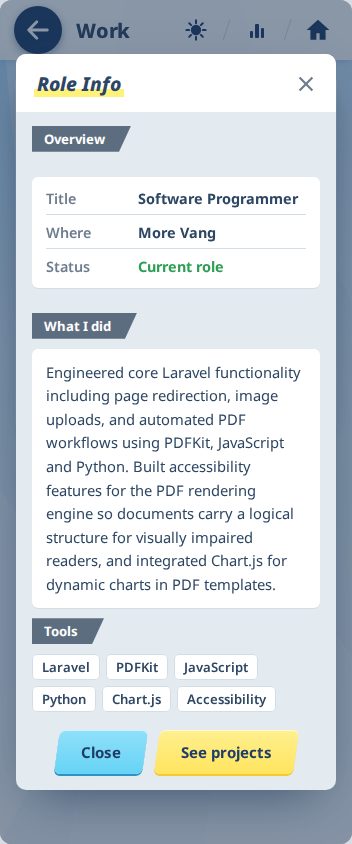 Work
Role Info
Overview
Title Software Programmer
Where More Vang
Status Current role
What I did
Engineered core Laravel functionality
including page redirection, image
uploads, and automated PDF
workflows using PDFKit, JavaScript
and Python. Built accessibility
features for the PDF rendering
engine so documents carry a logical
structure for visually impaired
readers, and integrated Chart.js for
dynamic charts in PDF templates.
Tools
Laravel PDFKit JavaScript
Python Chart.js Accessibility
Close See projects